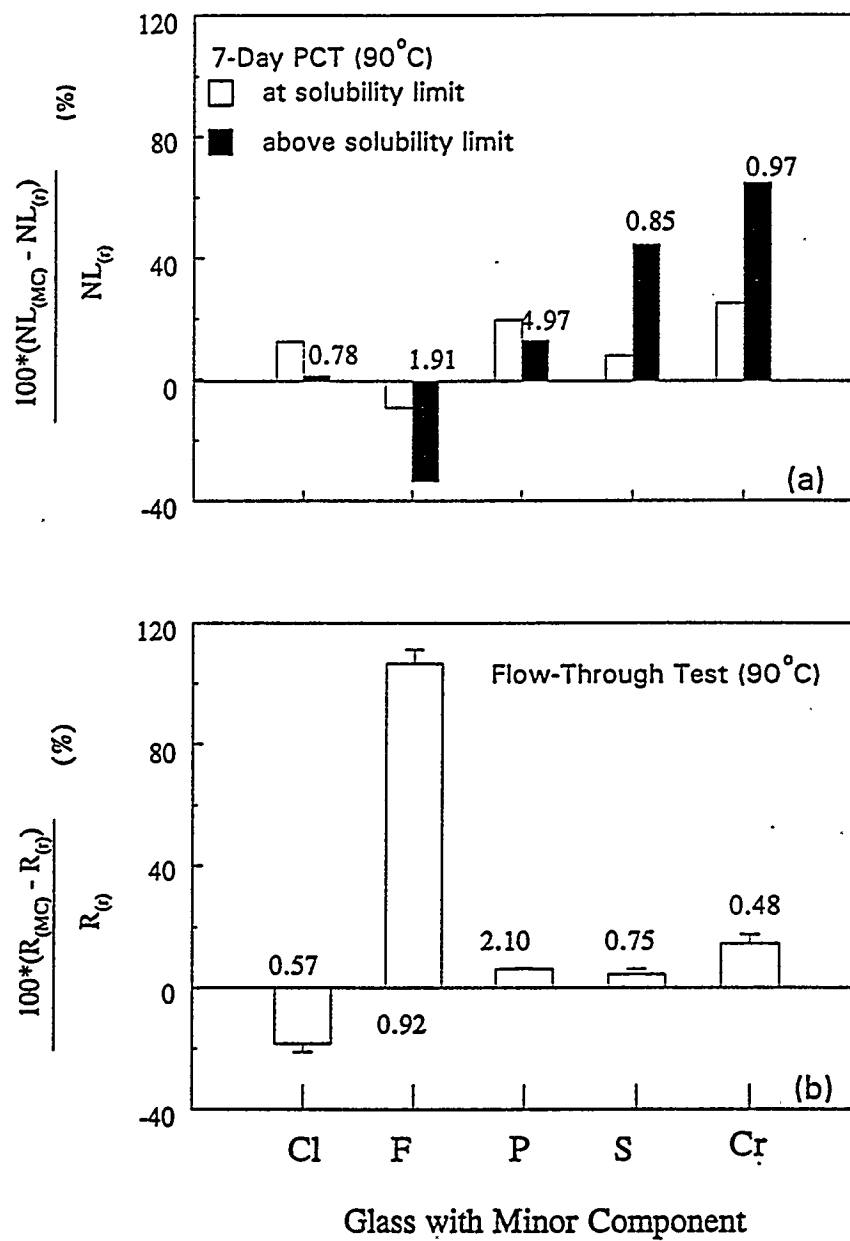 120
7-Day PCT (90°C)
at solubility limit
above solubility limit
80
40
0
-40
100*(NL(MC) - NL(r))
NL(r)
(%)
0.78
1.91
4.97
0.85
0.97
(a)
120
Flow-Through Test (90°C)
80
40
0
-40
100*(R(MC) - R(r))
R(r)
(%)
0.57
0.92
2.10
0.75
0.48
(b)
Cl F P S Cr
Glass with Minor Component